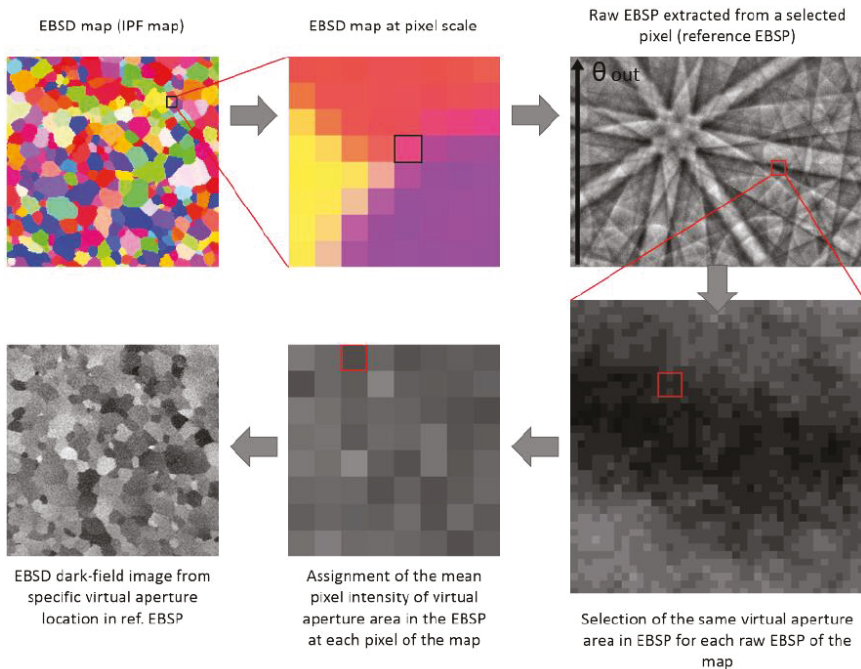 EBSD map (IPF map)
EBSD map at pixel scale
Raw EBSP extracted from a selected
pixel (reference EBSP)
θout
EBSD dark-field image from
specific virtual aperture
location in ref. EBSP
Assignment of the mean
pixel intensity of virtual
aperture area in the EBSP
at each pixel of the map
Selection of the same virtual aperture
area in EBSP for each raw EBSP of the
map